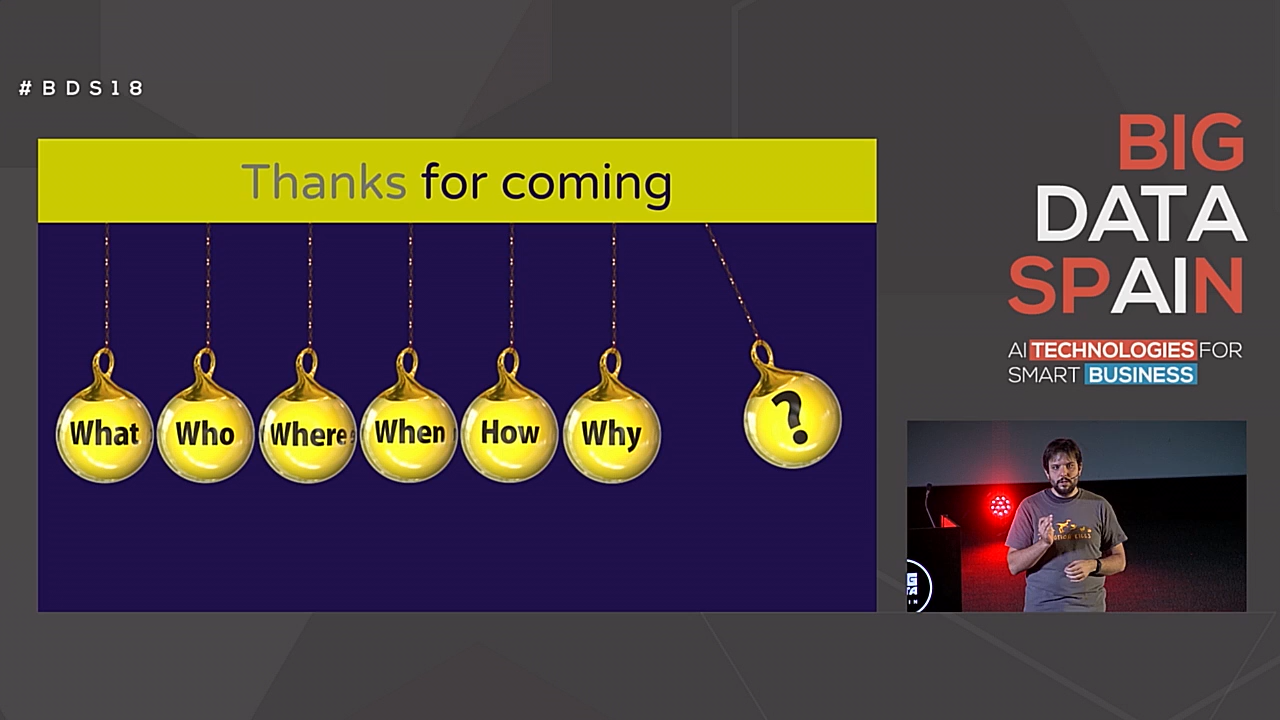 #BDS18
Thanks for coming
What Who Where When How Why ?
BIG
DATA
SPAIN
AI TECHNOLOGIES FOR
SMART BUSINESS